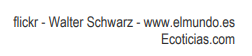 flickr - Walter Schwarz - www.elmundo.es
Ecoticias.com